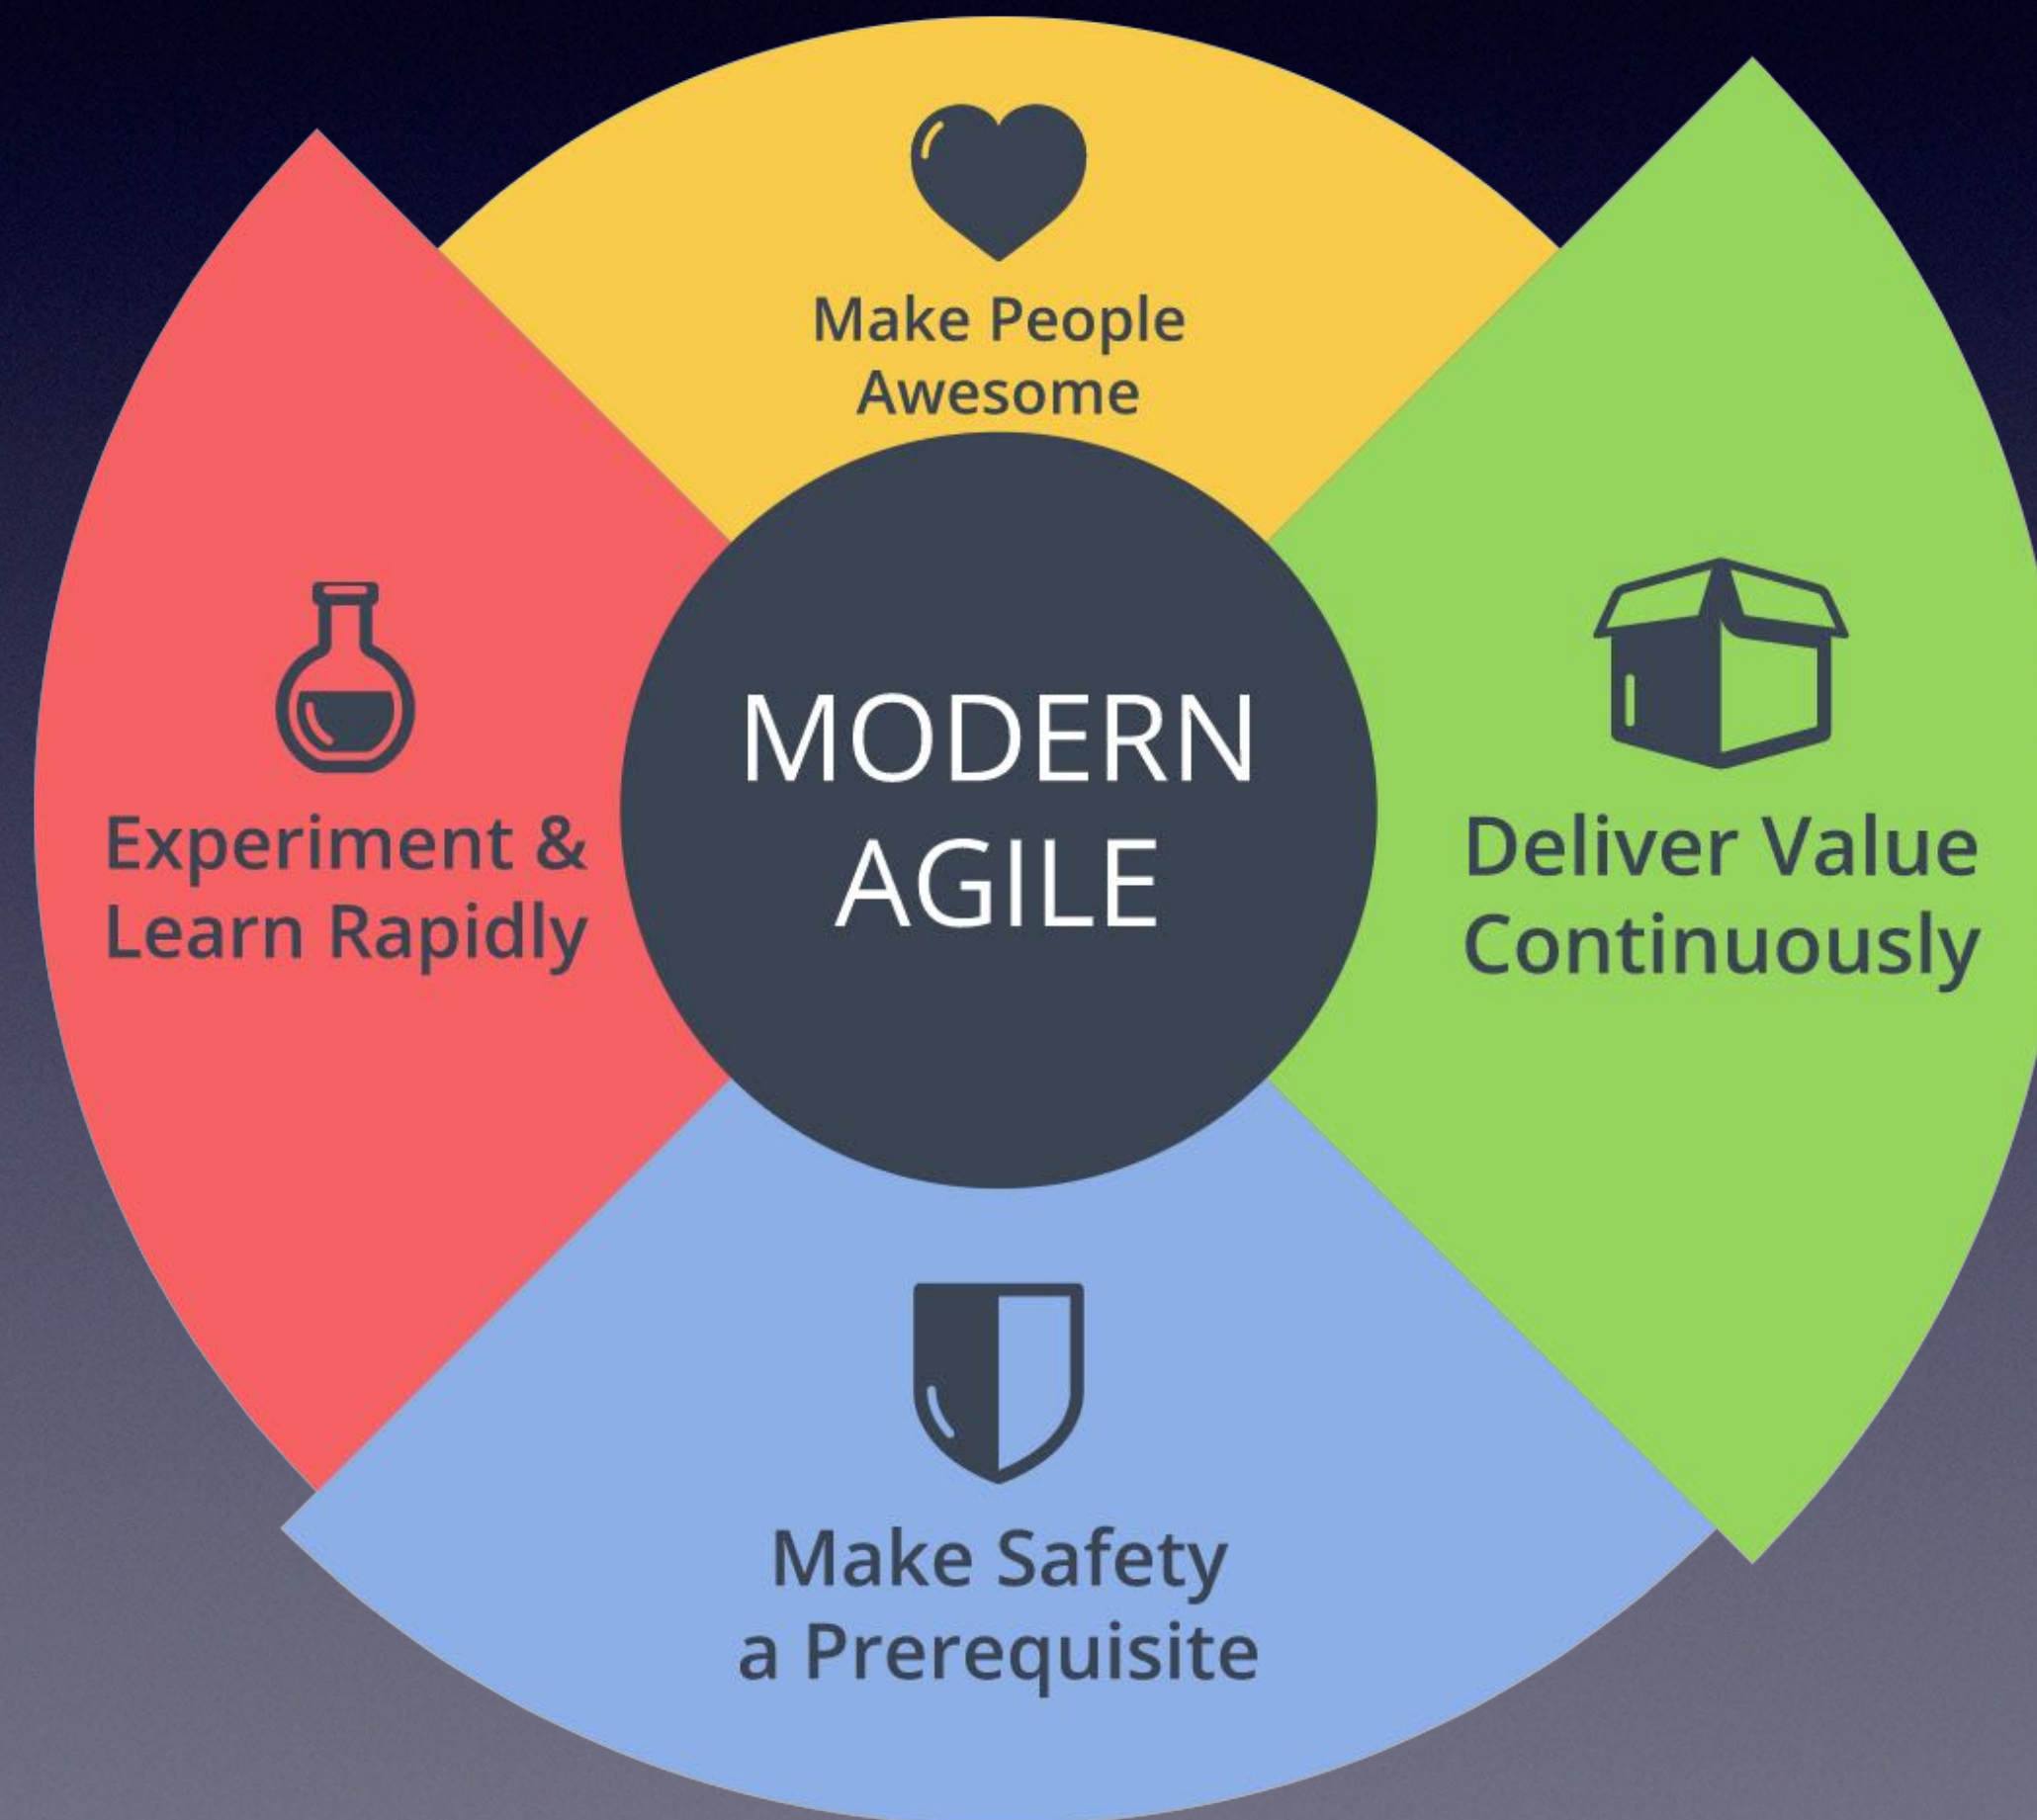 Make People
Awesome
Experiment &
Learn Rapidly
MODERN
AGILE
Deliver Value
Continuously
Make Safety
a Prerequisite